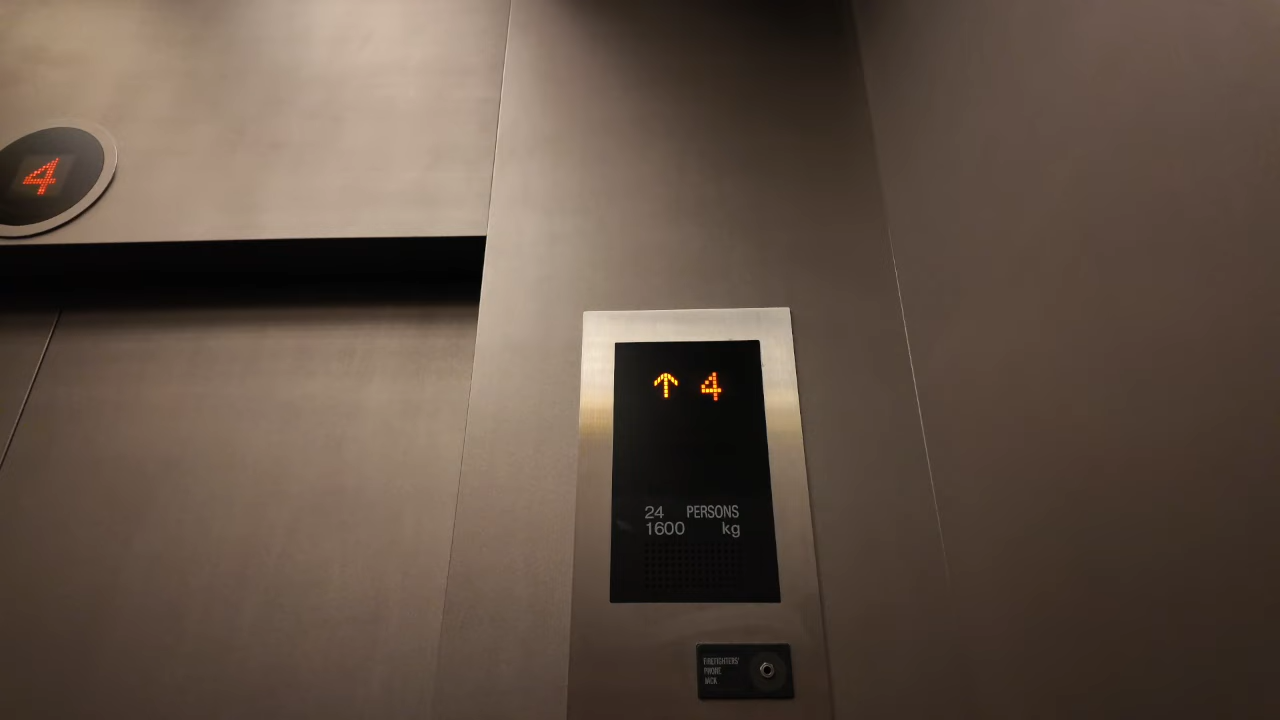 4
↑ 4
24 PERSONS
1600 kg
FIREFIGHTERS'
PHONE
JACK